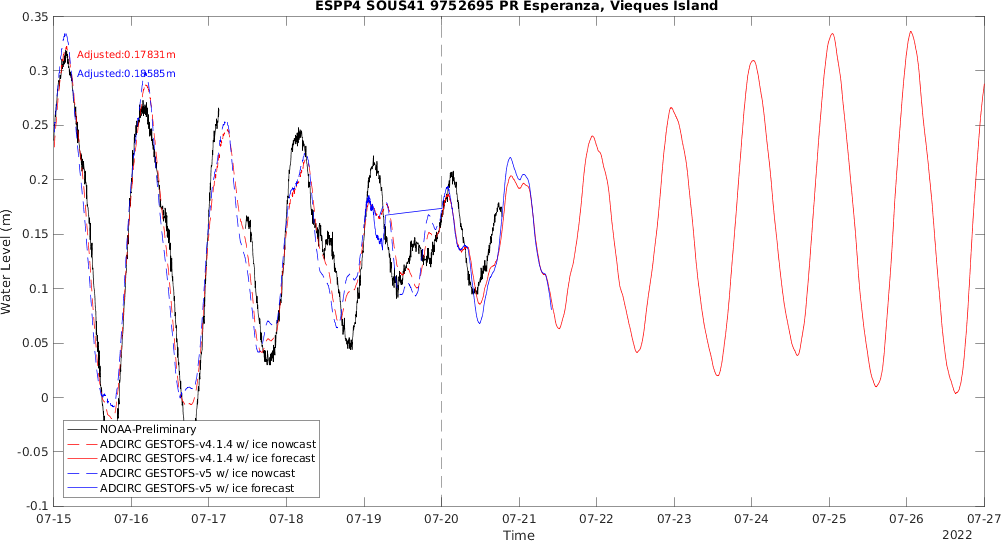 ESPP4 SOUS41 9752695 PR Esperanza, Vieques Island
Adjusted:0.17831m
Adjusted:0.18585m
0.35
0.3
0.25
0.2
0.15
0.1
0.05
0
-0.05
-0.1
Water Level (m)
NOAA-Preliminary
ADCIRC GESTOFS-v4.1.4 w/ ice nowcast
ADCIRC GESTOFS-v4.1.4 w/ ice forecast
ADCIRC GESTOFS-v5 w/ ice nowcast
ADCIRC GESTOFS-v5 w/ ice forecast
07-15 07-16 07-17 07-18 07-19 07-20 07-21 07-22 07-23 07-24 07-25 07-26 07-27
Time
2022